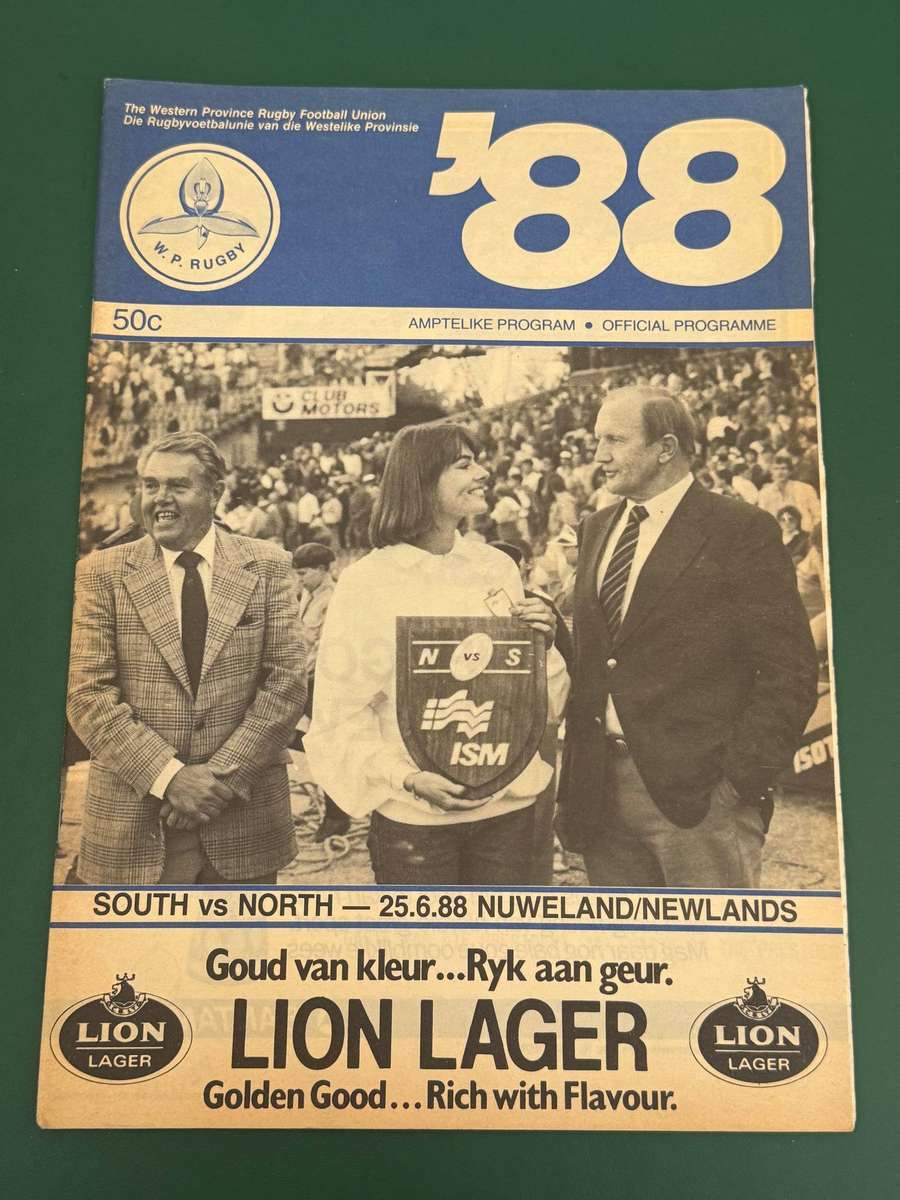 The Western Province Rugby Football Union
Die Rugbyvoetbalunie van die Westelike Provinsie
'88
W. P. RUGBY
50c
AMPTELIKE PROGRAM • OFFICIAL PROGRAMME
CLUB
MOTORS
N vs S
ISM
SOUTH vs NORTH — 25.6.88 NUWELAND/NEWLANDS
Goud van kleur...Ryk aan geur.
LION LAGER
LION
LAGER
LION
LAGER
Golden Good...Rich with Flavour.